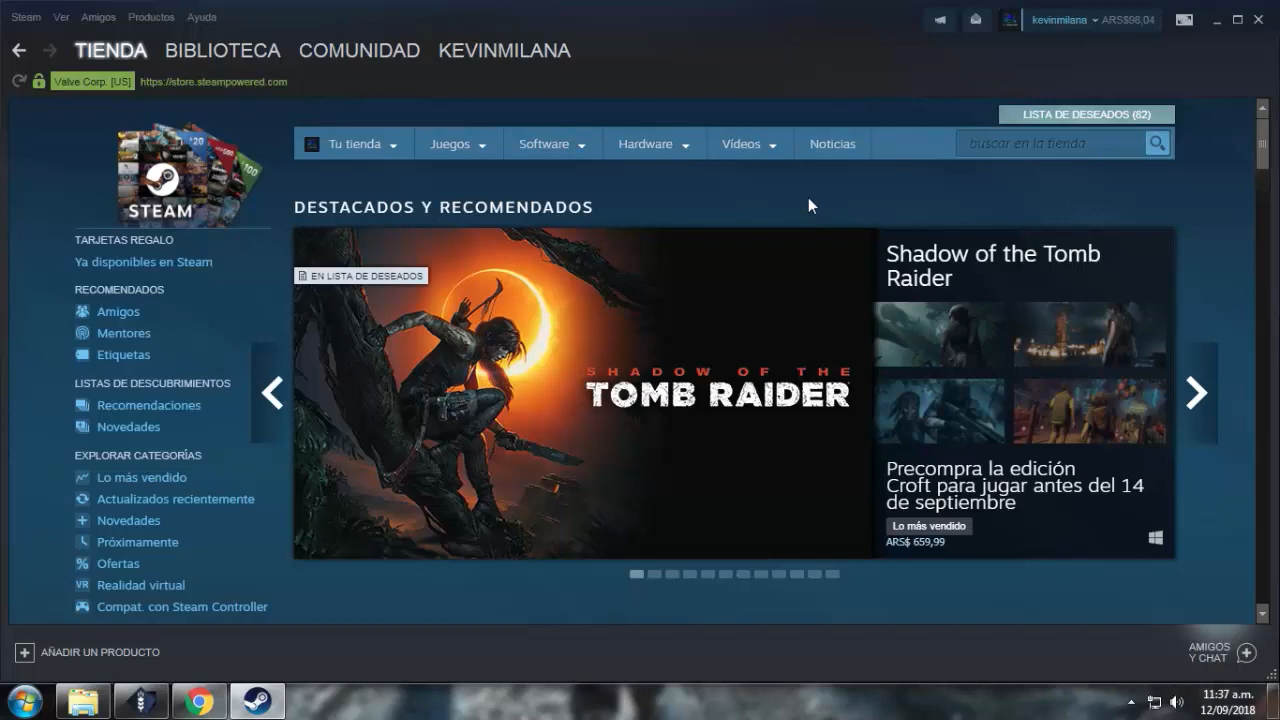 Steam Ver Amigos Productos Ayuda
kevinmilana ARS$98,04
TIENDA BIBLIOTECA COMUNIDAD KEVINMILANA
Valve Corp. [US] https://store.steampowered.com
LISTA DE DESEADOS (62)
Tu tienda Juegos Software Hardware Vídeos Noticias buscar en la tienda
STEAM
DESTACADOS Y RECOMENDADOS
TARJETAS REGALO
Ya disponibles en Steam
RECOMENDADOS
Amigos
Mentores
Etiquetas
LISTAS DE DESCUBRIMIENTOS
Recomendaciones
Novedades
EXPLORAR CATEGORÍAS
Lo más vendido
Actualizados recientemente
Novedades
Próximamente
Ofertas
VR Realidad virtual
Compat. con Steam Controller
EN LISTA DE DESEADOS
SHADOW OF THE
TOMB RAIDER
Shadow of the Tomb
Raider
Precompra la edición
Croft para jugar antes del 14
de septiembre
Lo más vendido
ARS$ 659,99
AÑADIR UN PRODUCTO
AMIGOS
Y CHAT
11:37 a.m.
12/09/2018